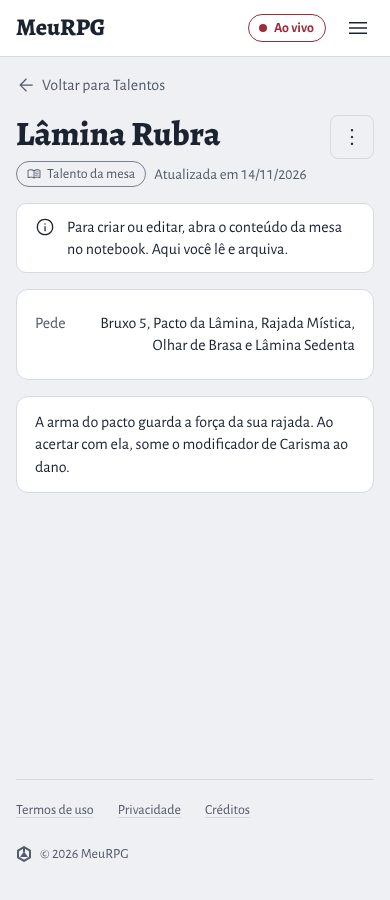 MeuRPG
Ao vivo
Voltar para Talentos
Lâmina Rubra
Talento da mesa
Atualizada em 14/11/2026
Para criar ou editar, abra o conteúdo da mesa
no notebook. Aqui você lê e arquiva.
Pede
Bruxo 5, Pacto da Lâmina, Rajada Mística,
Olhar de Brasa e Lâmina Sedenta
A arma do pacto guarda a força da sua rajada. Ao
acertar com ela, some o modificador de Carisma ao
dano.
Termos de uso
Privacidade
Créditos
© 2026 MeuRPG